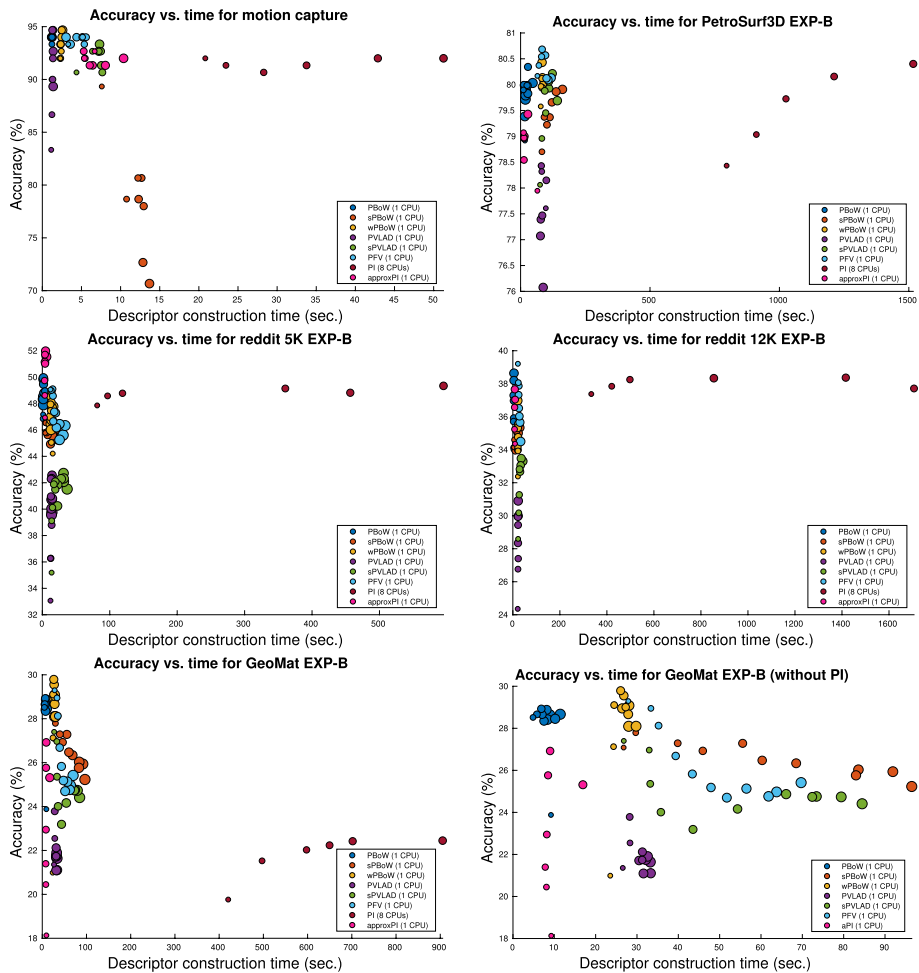 Accuracy vs. time for motion capture
Accuracy (%)
95
90
85
80
75
70
0 5 10 15 20 25 30 35 40 45 50
Descriptor construction time (sec.)
PBoW (1 CPU)
sPBoW (1 CPU)
wPBoW (1 CPU)
PVLAD (1 CPU)
sPVLAD (1 CPU)
PFV (1 CPU)
PI (8 CPUs)
approxPI (1 CPU)
Accuracy vs. time for PetroSurf3D EXP-B
Accuracy (%)
81
80.5
80
79.5
79
78.5
78
77.5
77
76.5
76
0 500 1000 1500
Descriptor construction time (sec.)
PBoW (1 CPU)
sPBoW (1 CPU)
wPBoW (1 CPU)
PVLAD (1 CPU)
sPVLAD (1 CPU)
PFV (1 CPU)
PI (8 CPUs)
approxPI (1 CPU)
Accuracy vs. time for reddit 5K EXP-B
Accuracy (%)
52
50
48
46
44
42
40
38
36
34
32
0 100 200 300 400 500
Descriptor construction time (sec.)
PBoW (1 CPU)
sPBoW (1 CPU)
wPBoW (1 CPU)
PVLAD (1 CPU)
sPVLAD (1 CPU)
PFV (1 CPU)
PI (8 CPUs)
approxPI (1 CPU)
Accuracy vs. time for reddit 12K EXP-B
Accuracy (%)
40
38
36
34
32
30
28
26
24
0 200 400 600 800 1000 1200 1400 1600
Descriptor construction time (sec.)
PBoW (1 CPU)
sPBoW (1 CPU)
wPBoW (1 CPU)
PVLAD (1 CPU)
sPVLAD (1 CPU)
PFV (1 CPU)
PI (8 CPUs)
approxPI (1 CPU)
Accuracy vs. time for GeoMat EXP-B
Accuracy (%)
30
28
26
24
22
20
18
0 100 200 300 400 500 600 700 800 900
Descriptor construction time (sec.)
PBoW (1 CPU)
sPBoW (1 CPU)
wPBoW (1 CPU)
PVLAD (1 CPU)
sPVLAD (1 CPU)
PFV (1 CPU)
PI (8 CPUs)
approxPI (1 CPU)
Accuracy vs. time for GeoMat EXP-B (without PI)
Accuracy (%)
30
28
26
24
22
20
18
0 10 20 30 40 50 60 70 80 90
Descriptor construction time (sec.)
PBoW (1 CPU)
sPBoW (1 CPU)
wPBoW (1 CPU)
PVLAD (1 CPU)
sPVLAD (1 CPU)
PFV (1 CPU)
aPI (1 CPU)